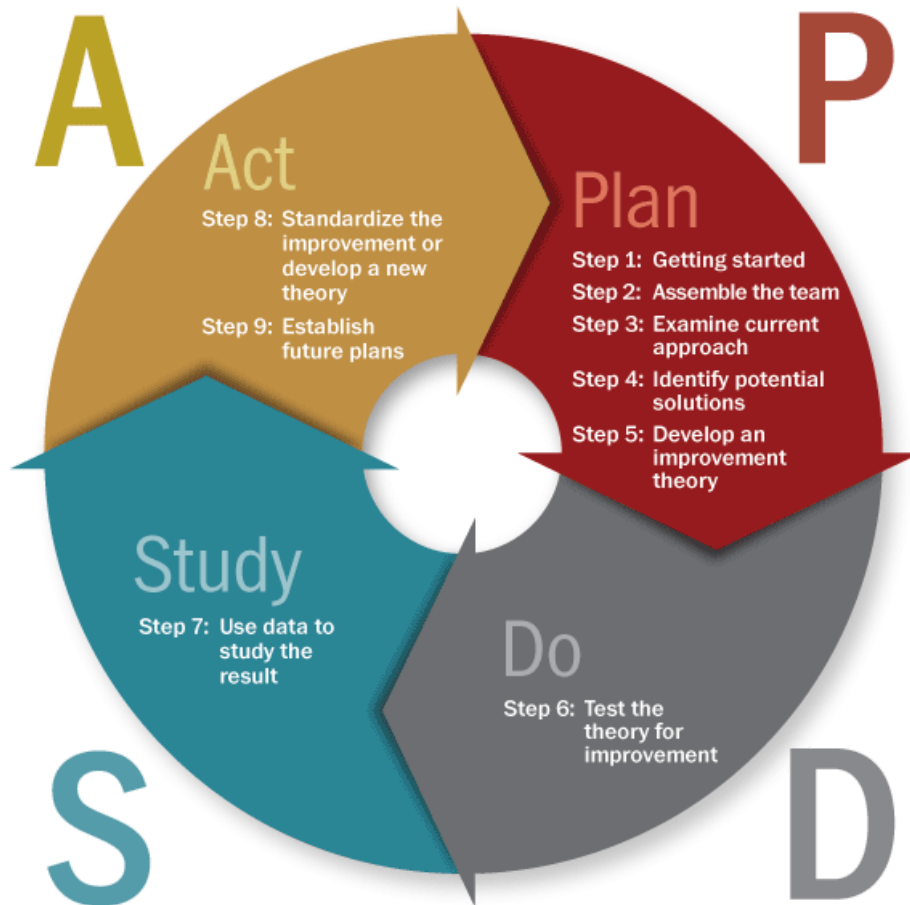 A
P
Act
Step 8: Standardize the
improvement or
develop a new
theory
Step 9: Establish
future plans
Plan
Step 1: Getting started
Step 2: Assemble the team
Step 3: Examine current
approach
Step 4: Identify potential
solutions
Step 5: Develop an
improvement
theory
Study
Step 7: Use data to
study the
result
Do
Step 6: Test the
theory for
improvement
S
D